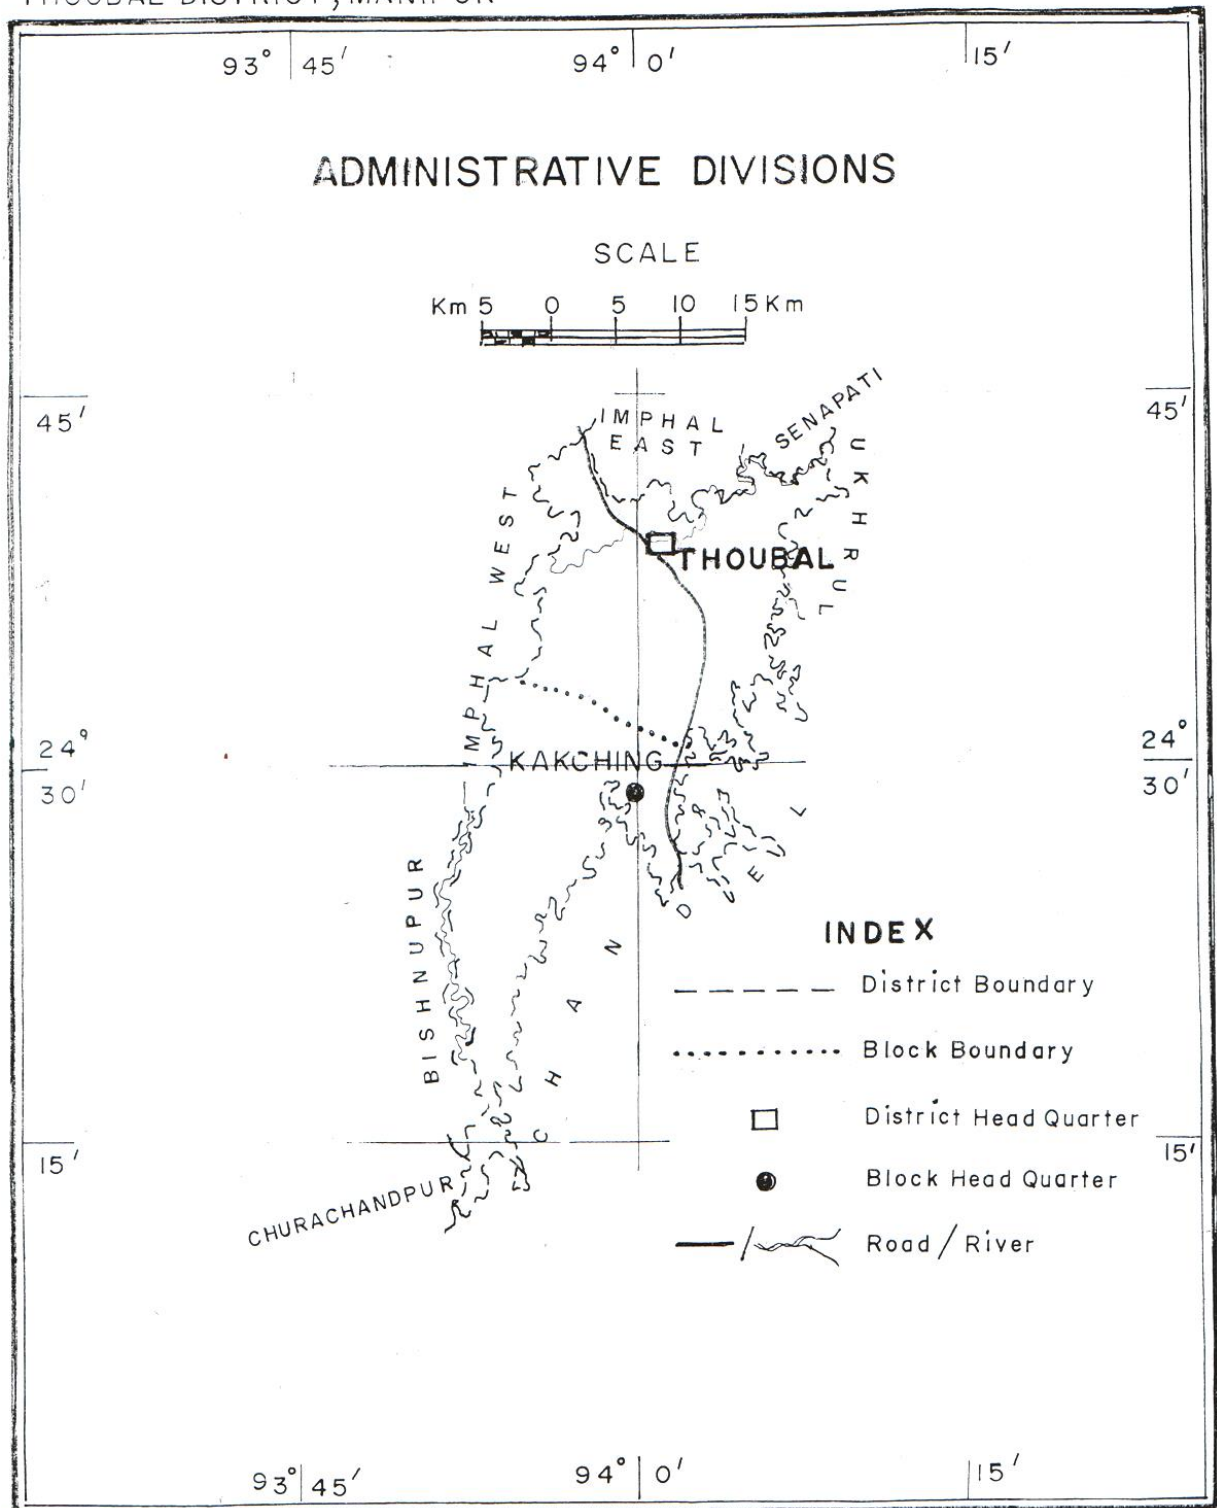 THOUBAL DISTRICT, MANIPUR
93° 45' 94° 0' 15'
ADMINISTRATIVE DIVISIONS
SCALE
Km 5 0 5 10 15 Km
45' 45'
IMPHAL
EAST
SENAPATI
UKHRUL
IMPHAL WEST
THOUBAL
24° 24°
30' 30'
KAKCHING
BISHNUPUR
CHANDEL
INDEX
District Boundary
Block Boundary
District Head Quarter
Block Head Quarter
Road / River
15' 15'
CHURACHANDPUR
93° 45' 94° 0' 15'